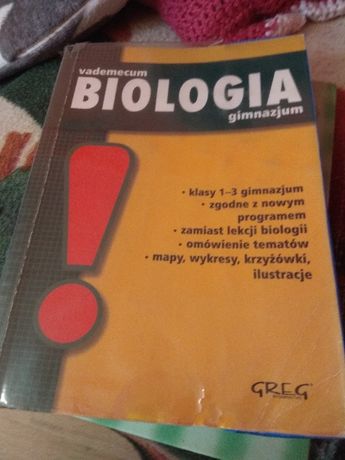 vademecum
BIOLOGIA
gimnazjum
!
• klasy 1–3 gimnazjum
• zgodne z nowym
programem
• zamiast lekcji biologii
• omówienie tematów
• mapy, wykresy, krzyżówki,
ilustracje
GREG